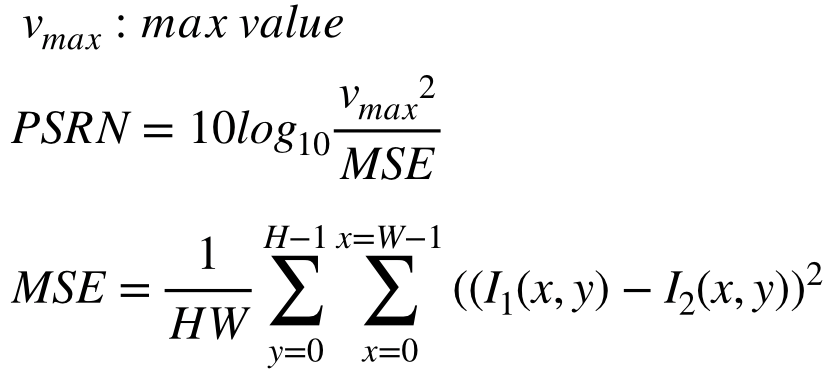 v_max : max value
PSRN = 10log_10 v_max^2 / MSE
MSE = 1/HW ∑_{y=0}^{H−1} ∑_{x=0}^{x=W−1} ((I_1(x, y) − I_2(x, y))^2